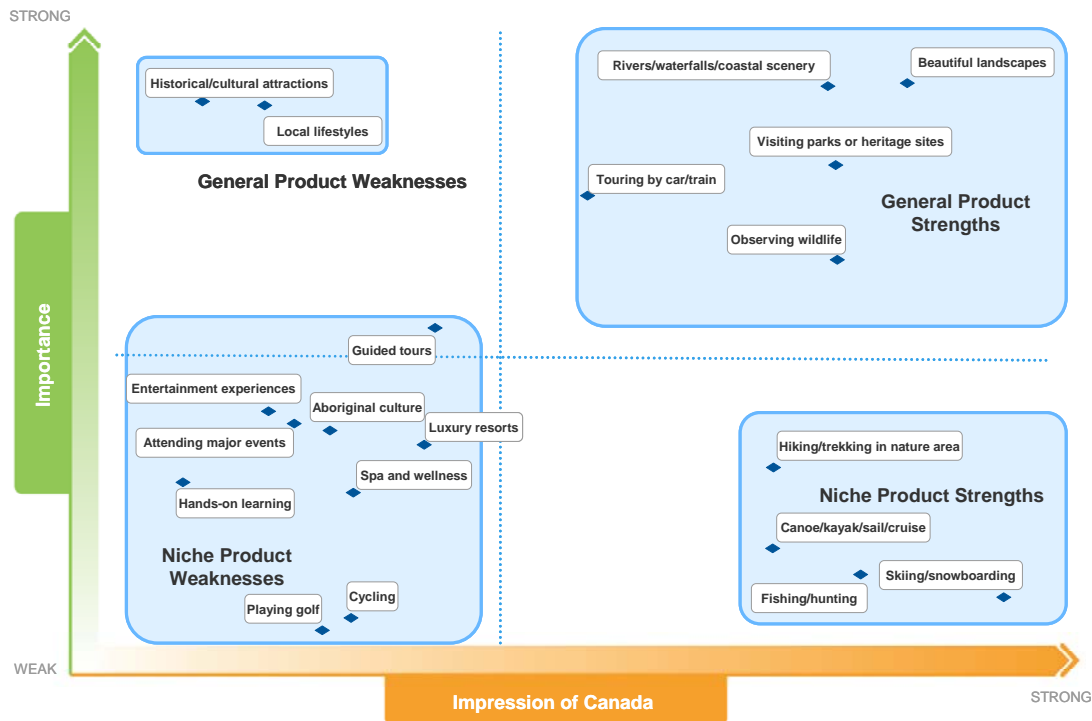 STRONG
Rivers/waterfalls/coastal scenery
Beautiful landscapes
Historical/cultural attractions
Local lifestyles
Visiting parks or heritage sites
General Product Weaknesses
Touring by car/train
General Product
Strengths
Observing wildlife
Importance
Guided tours
Entertainment experiences
Aboriginal culture
Luxury resorts
Attending major events
Hiking/trekking in nature area
Spa and wellness
Hands-on learning
Niche Product Strengths
Canoe/kayak/sail/cruise
Niche Product
Weaknesses
Skiing/snowboarding
Cycling
Fishing/hunting
Playing golf
WEAK
Impression of Canada
STRONG